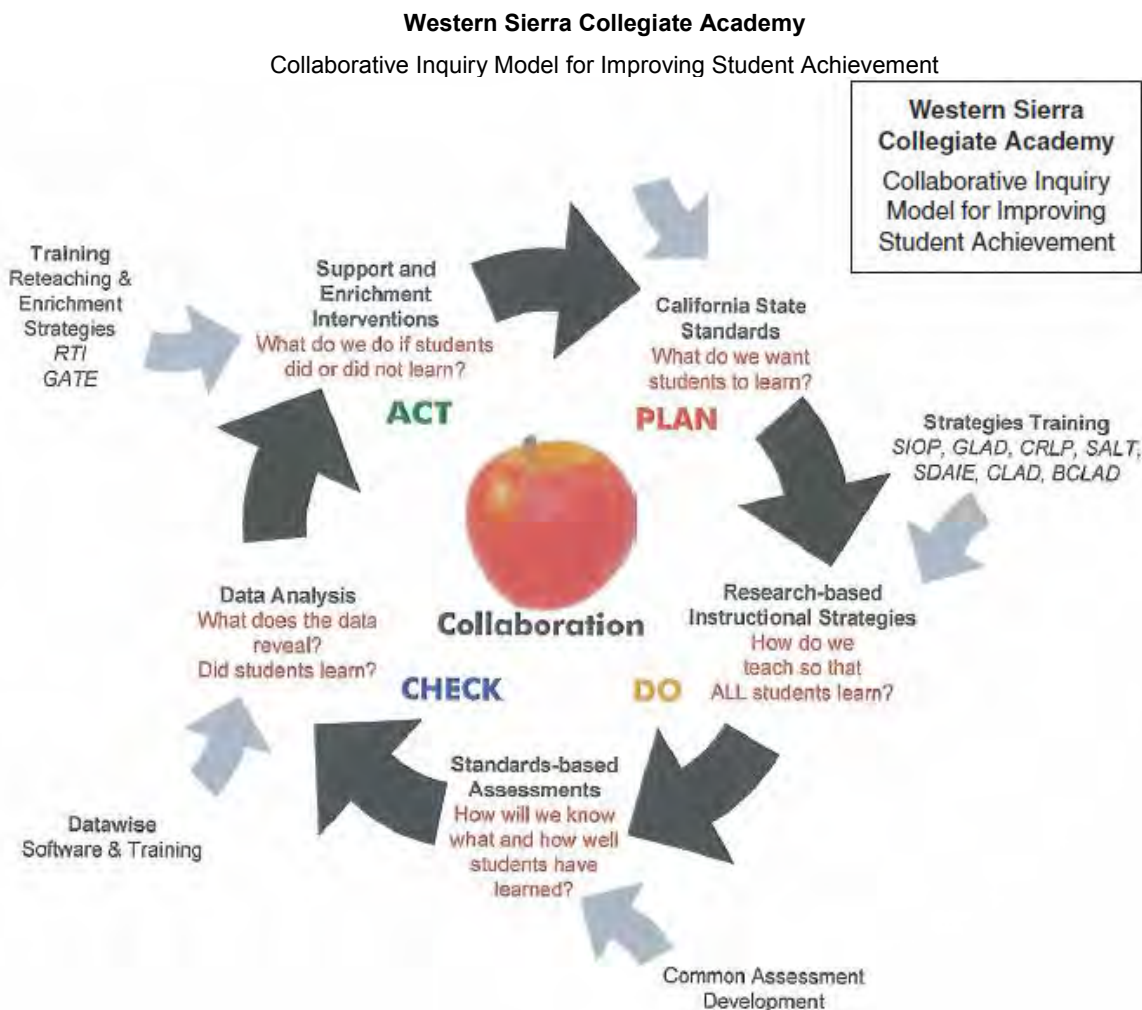 Western Sierra Collegiate Academy
Collaborative Inquiry Model for Improving Student Achievement
Western Sierra
Collegiate Academy
Collaborative Inquiry
Model for Improving
Student Achievement
Training
Reteaching &
Enrichment
Strategies
RTI
GATE
Support and
Enrichment
Interventions
What do we do if students
did or did not learn?
ACT
California State
Standards
What do we want
students to learn?
PLAN
Strategies Training
SIOP, GLAD, CRLP, SALT,
SDAIE, CLAD, BCLAD
Research-based
Instructional Strategies
How do we
teach so that
ALL students learn?
DO
Collaboration
Data Analysis
What does the data
reveal?
Did students learn?
CHECK
Standards-based
Assessments
How will we know
what and how well
students have
learned?
Datawise
Software & Training
Common Assessment
Development